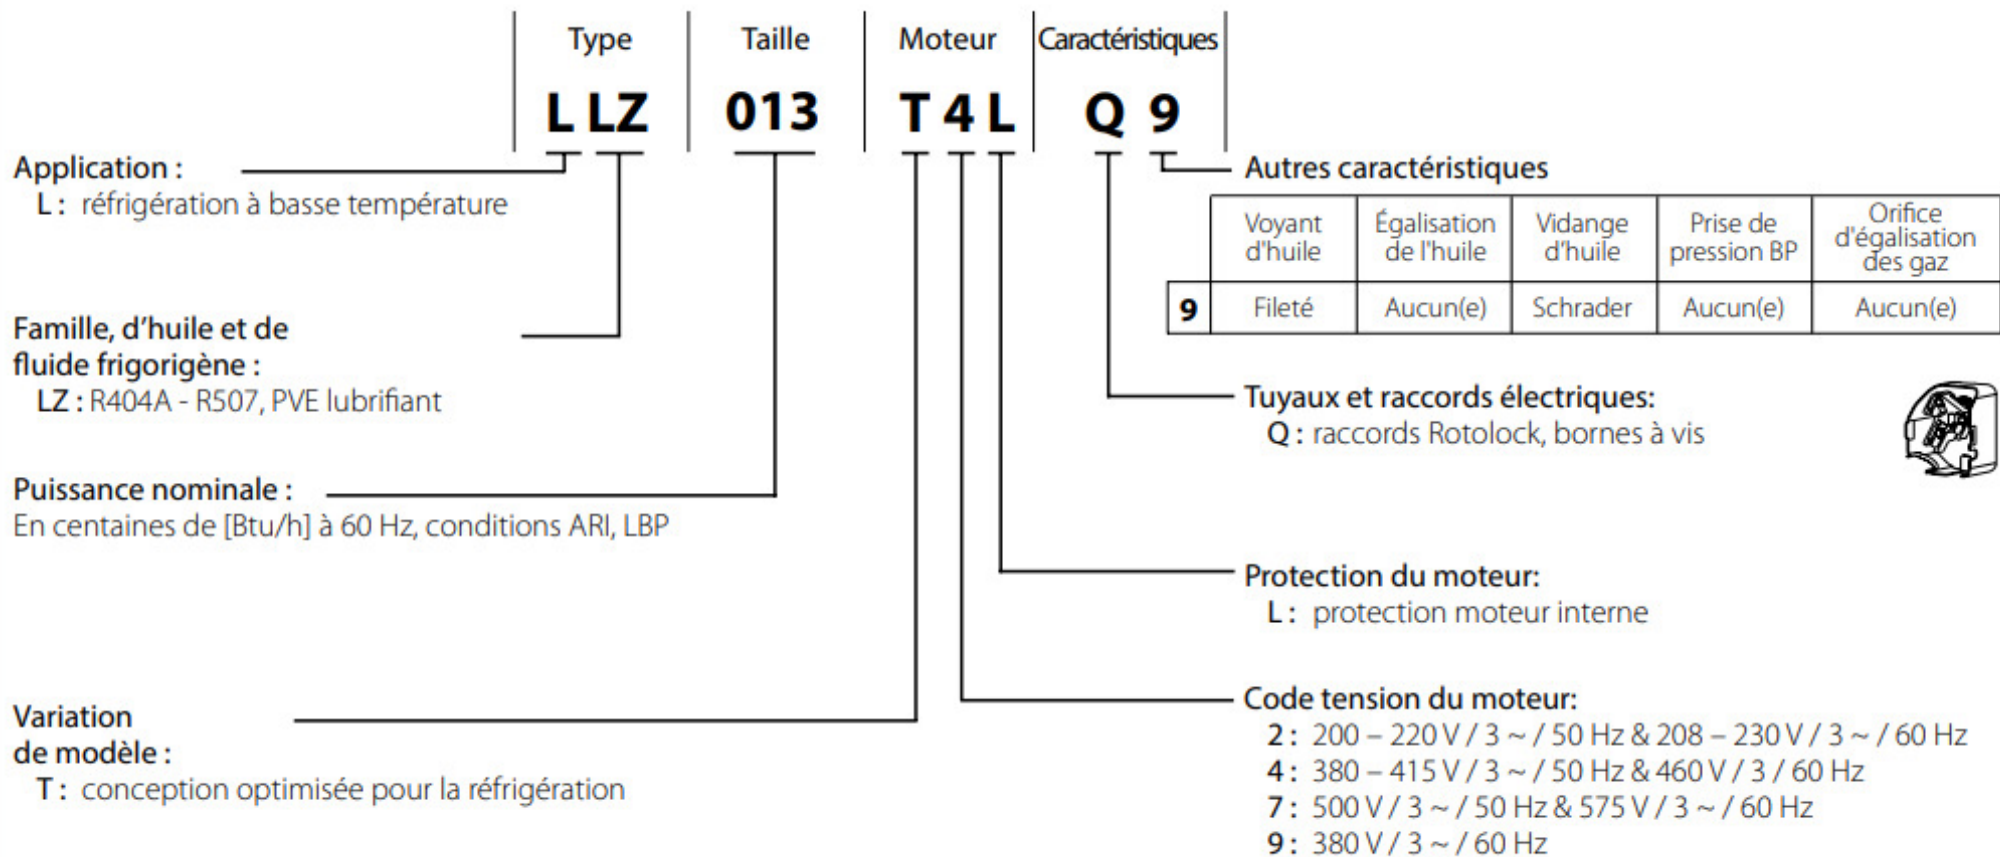 Type Taille Moteur Caractéristiques
L LZ 013 T 4 L Q 9
Application :
L : réfrigération à basse température
Famille, d’huile et de
fluide frigorigène :
LZ : R404A - R507, PVE lubrifiant
Puissance nominale :
En centaines de [Btu/h] à 60 Hz, conditions ARI, LBP
Variation
de modèle :
T : conception optimisée pour la réfrigération
Autres caractéristiques
Voyant d'huile Égalisation de l'huile Vidange d’huile Prise de pression BP Orifice d'égalisation des gaz
9 Fileté Aucun(e) Schrader Aucun(e) Aucun(e)
Tuyaux et raccords électriques:
Q : raccords Rotolock, bornes à vis
Protection du moteur:
L : protection moteur interne
Code tension du moteur:
2 : 200 – 220 V / 3 ~ / 50 Hz & 208 – 230 V / 3 ~ / 60 Hz
4 : 380 – 415 V / 3 ~ / 50 Hz & 460 V / 3 / 60 Hz
7 : 500 V / 3 ~ / 50 Hz & 575 V / 3 ~ / 60 Hz
9 : 380 V / 3 ~ / 60 Hz